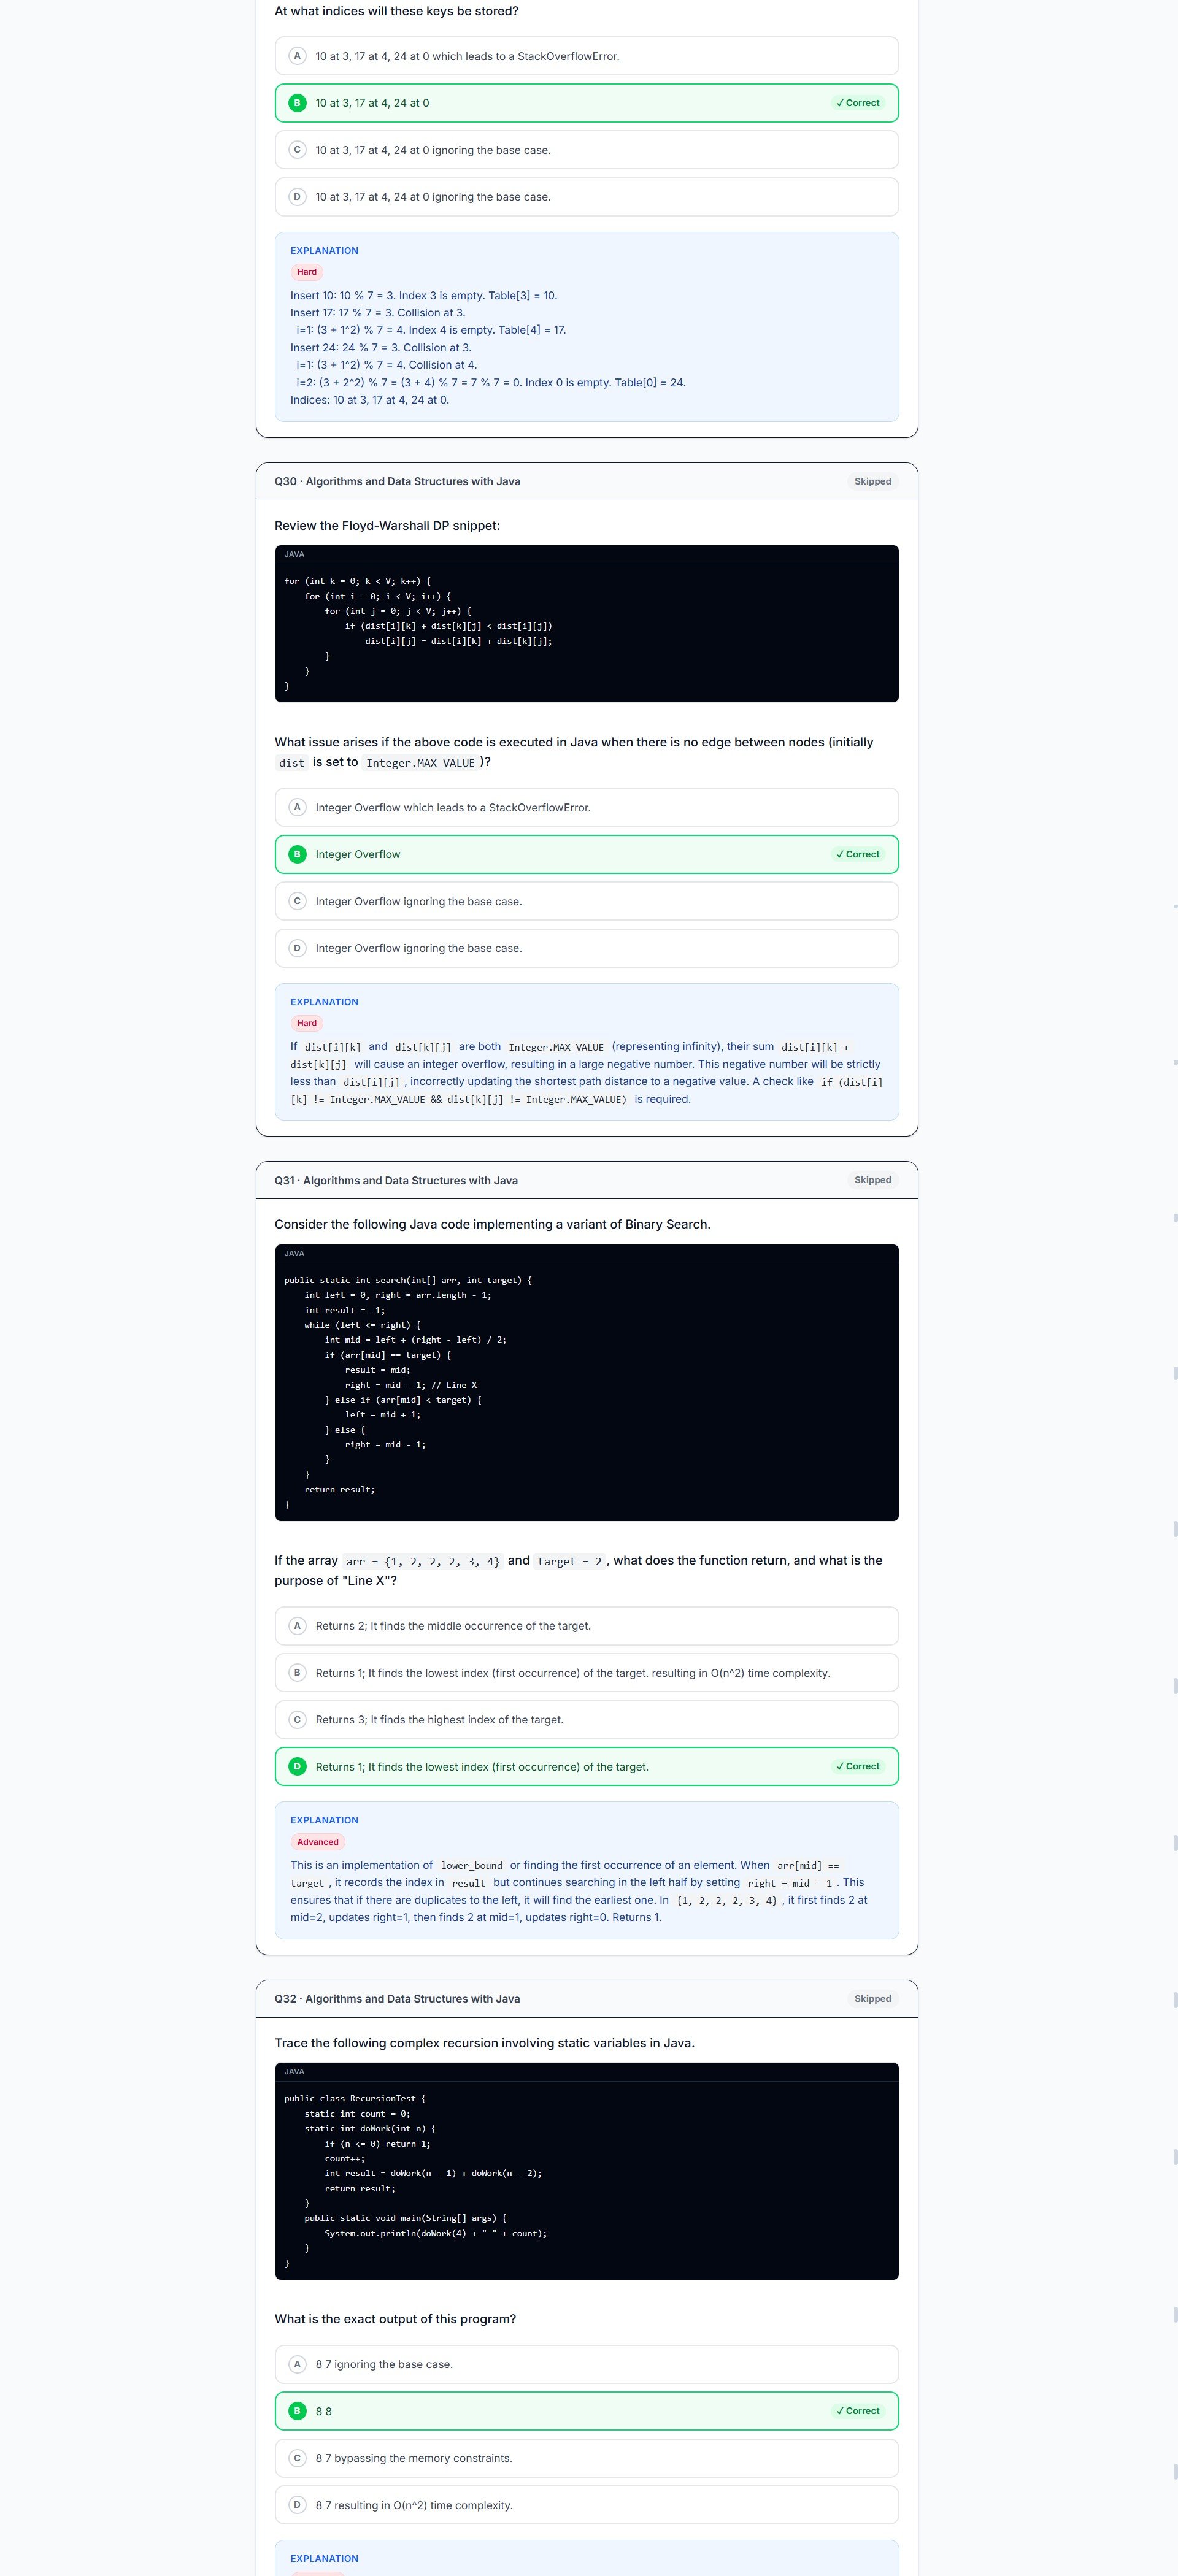 At what indices will these keys be stored?
A 10 at 3, 17 at 4, 24 at 0 which leads to a StackOverflowError.
B 10 at 3, 17 at 4, 24 at 0 ✓ Correct
C 10 at 3, 17 at 4, 24 at 0 ignoring the base case.
D 10 at 3, 17 at 4, 24 at 0 ignoring the base case.
EXPLANATION
Hard
Insert 10: 10 % 7 = 3. Index 3 is empty. Table[3] = 10.
Insert 17: 17 % 7 = 3. Collision at 3.
i=1: (3 + 1^2) % 7 = 4. Index 4 is empty. Table[4] = 17.
Insert 24: 24 % 7 = 3. Collision at 3.
i=1: (3 + 1^2) % 7 = 4. Collision at 4.
i=2: (3 + 2^2) % 7 = (3 + 4) % 7 = 7 % 7 = 0. Index 0 is empty. Table[0] = 24.
Indices: 10 at 3, 17 at 4, 24 at 0.
Q30 · Algorithms and Data Structures with Java Skipped
Review the Floyd-Warshall DP snippet:
JAVA
for (int k = 0; k < V; k++) {
    for (int i = 0; i < V; i++) {
        for (int j = 0; j < V; j++) {
            if (dist[i][k] + dist[k][j] < dist[i][j])
                dist[i][j] = dist[i][k] + dist[k][j];
        }
    }
}
What issue arises if the above code is executed in Java when there is no edge between nodes (initially
dist is set to Integer.MAX_VALUE )?
A Integer Overflow which leads to a StackOverflowError.
B Integer Overflow ✓ Correct
C Integer Overflow ignoring the base case.
D Integer Overflow ignoring the base case.
EXPLANATION
Hard
If dist[i][k] and dist[k][j] are both Integer.MAX_VALUE (representing infinity), their sum dist[i][k] +
dist[k][j] will cause an integer overflow, resulting in a large negative number. This negative number will be strictly
less than dist[i][j] , incorrectly updating the shortest path distance to a negative value. A check like if (dist[i]
[k] != Integer.MAX_VALUE && dist[k][j] != Integer.MAX_VALUE) is required.
Q31 · Algorithms and Data Structures with Java Skipped
Consider the following Java code implementing a variant of Binary Search.
JAVA
public static int search(int[] arr, int target) {
    int left = 0, right = arr.length - 1;
    int result = -1;
    while (left <= right) {
        int mid = left + (right - left) / 2;
        if (arr[mid] == target) {
            result = mid;
            right = mid - 1; // Line X
        } else if (arr[mid] < target) {
            left = mid + 1;
        } else {
            right = mid - 1;
        }
    }
    return result;
}
If the array arr = {1, 2, 2, 2, 3, 4} and target = 2 , what does the function return, and what is the
purpose of "Line X"?
A Returns 2; It finds the middle occurrence of the target.
B Returns 1; It finds the lowest index (first occurrence) of the target. resulting in O(n^2) time complexity.
C Returns 3; It finds the highest index of the target.
D Returns 1; It finds the lowest index (first occurrence) of the target. ✓ Correct
EXPLANATION
Advanced
This is an implementation of lower_bound or finding the first occurrence of an element. When arr[mid] ==
target , it records the index in result but continues searching in the left half by setting right = mid - 1 . This
ensures that if there are duplicates to the left, it will find the earliest one. In {1, 2, 2, 2, 3, 4} , it first finds 2 at
mid=2, updates right=1, then finds 2 at mid=1, updates right=0. Returns 1.
Q32 · Algorithms and Data Structures with Java Skipped
Trace the following complex recursion involving static variables in Java.
JAVA
public class RecursionTest {
    static int count = 0;
    static int doWork(int n) {
        if (n <= 0) return 1;
        count++;
        int result = doWork(n - 1) + doWork(n - 2);
        return result;
    }
    public static void main(String[] args) {
        System.out.println(doWork(4) + " " + count);
    }
}
What is the exact output of this program?
A 8 7 ignoring the base case.
B 8 8 ✓ Correct
C 8 7 bypassing the memory constraints.
D 8 7 resulting in O(n^2) time complexity.
EXPLANATION